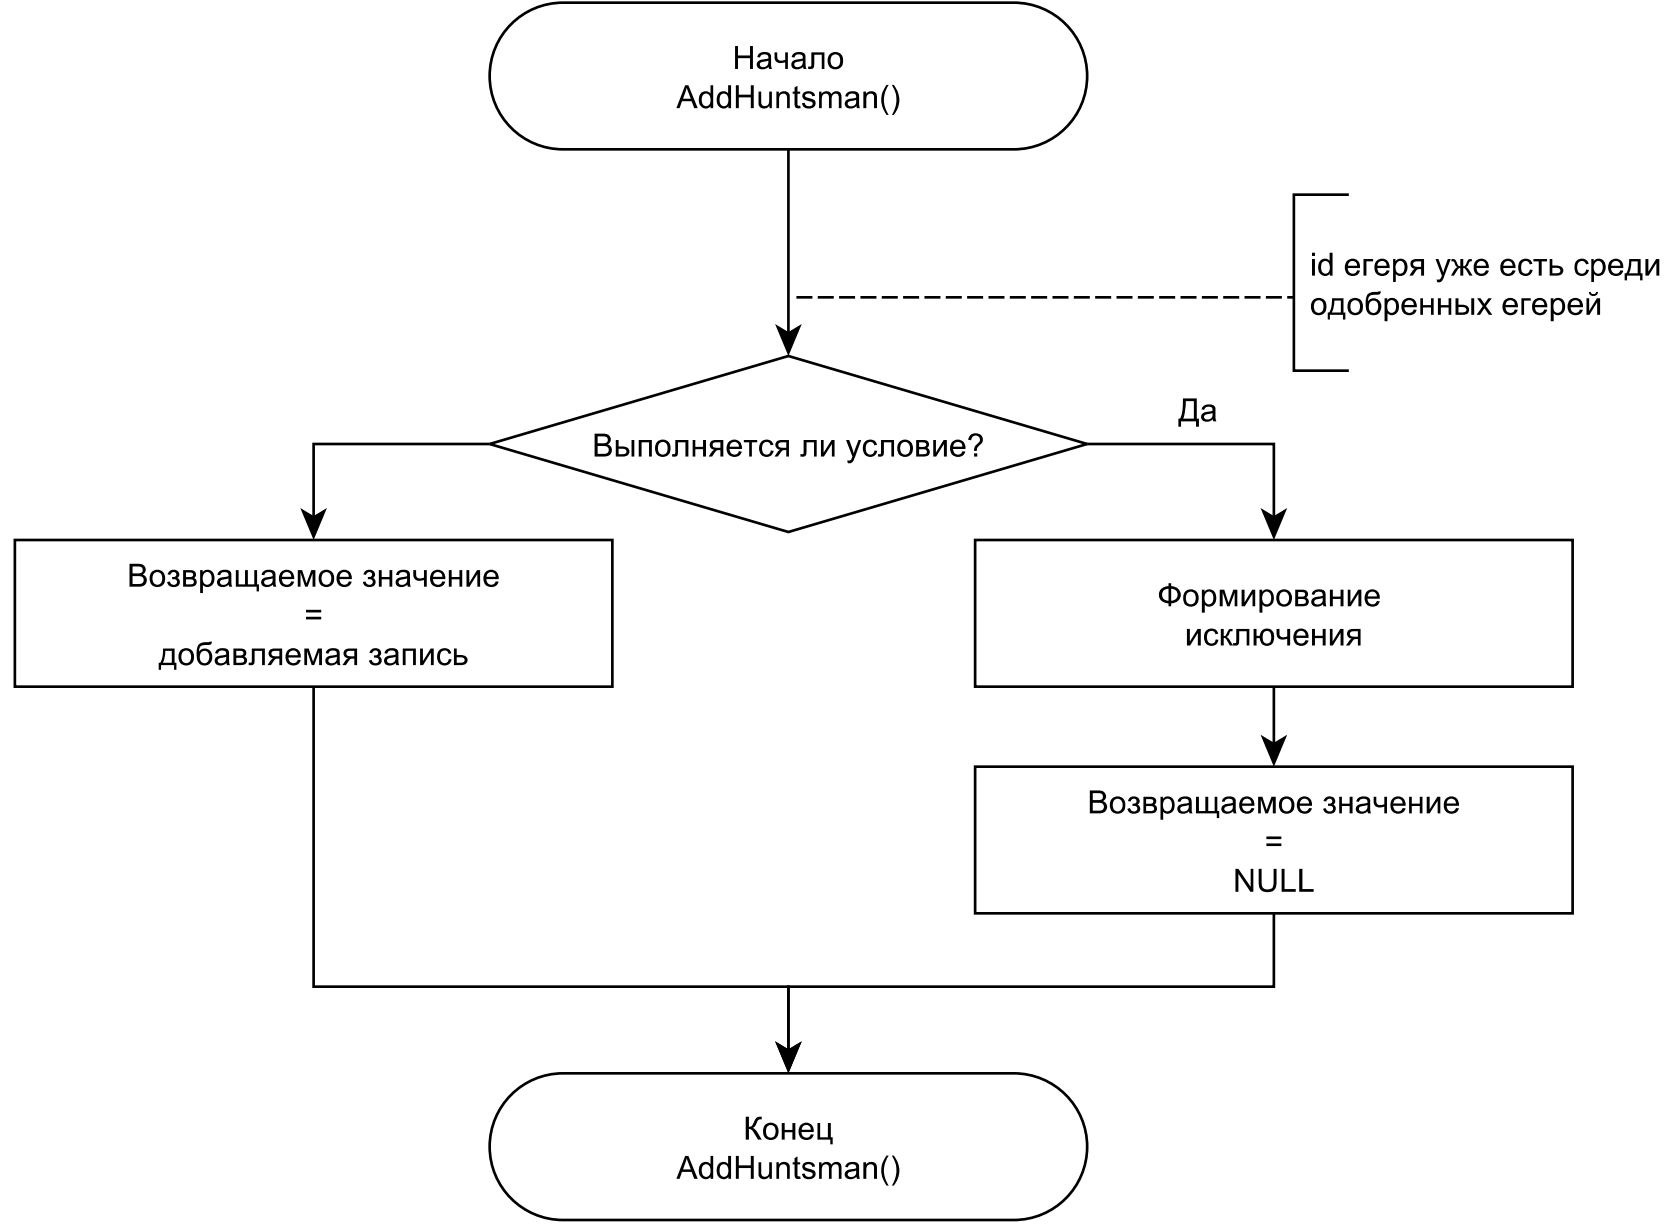 Начало
AddHuntsman()
id егеря уже есть среди
одобренных егерей
Да
Выполняется ли условие?
Возвращаемое значение
=
добавляемая запись
Формирование
исключения
Возвращаемое значение
=
NULL
Конец
AddHuntsman()